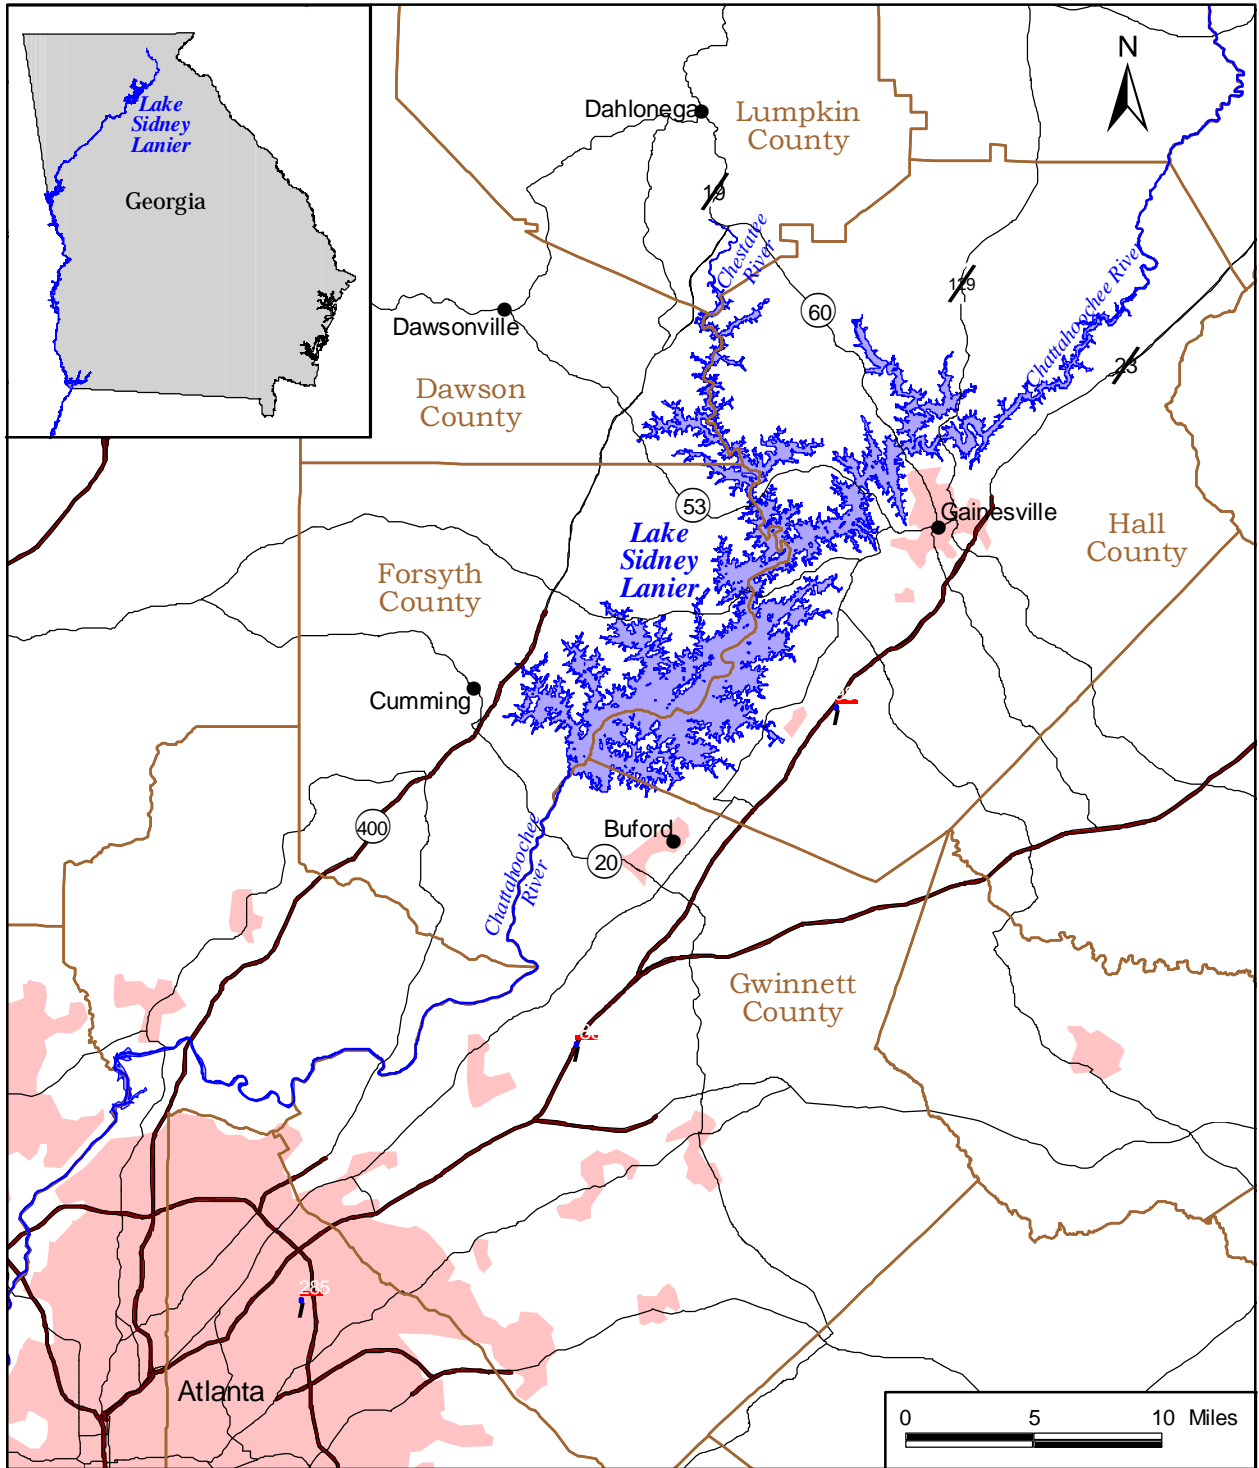 Lake
Sidney
Lanier
Georgia
N
Dahlonega
Lumpkin
County
19
Chestatee
River
129
Chattahoochee River
60
Dawsonville
23
Dawson
County
53
Gainesville
Lake
Sidney
Lanier
Hall
County
Forsyth
County
Cumming
400
Buford
20
Chattahoochee
River
Gwinnett
County
285
Atlanta
0 5 10 Miles